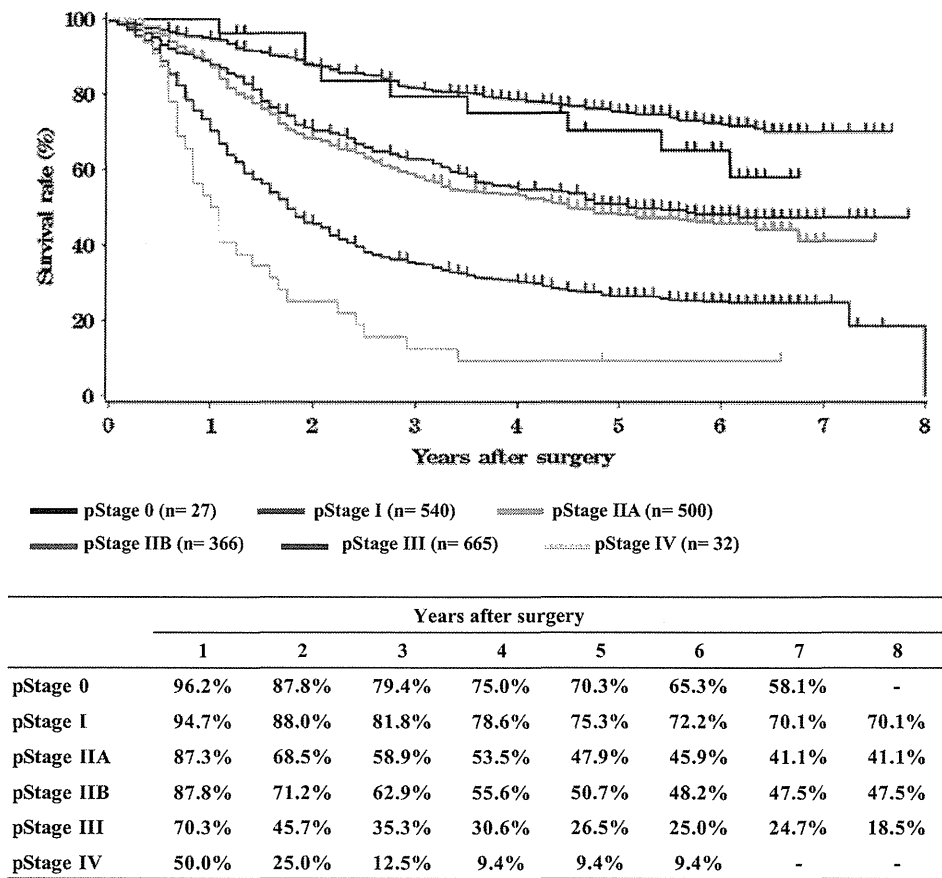 100
80
60
40
20
0
Survival rate (%)
0 1 2 3 4 5 6 7 8
Years after surgery
pStage 0 (n= 27) pStage I (n= 540) pStage IIA (n= 500)
pStage IIB (n= 366) pStage III (n= 665) pStage IV (n= 32)
Years after surgery
1 2 3 4 5 6 7 8
pStage 0 96.2% 87.8% 79.4% 75.0% 70.3% 65.3% 58.1% -
pStage I 94.7% 88.0% 81.8% 78.6% 75.3% 72.2% 70.1% 70.1%
pStage IIA 87.3% 68.5% 58.9% 53.5% 47.9% 45.9% 41.1% 41.1%
pStage IIB 87.8% 71.2% 62.9% 55.6% 50.7% 48.2% 47.5% 47.5%
pStage III 70.3% 45.7% 35.3% 30.6% 26.5% 25.0% 24.7% 18.5%
pStage IV 50.0% 25.0% 12.5% 9.4% 9.4% 9.4% - -